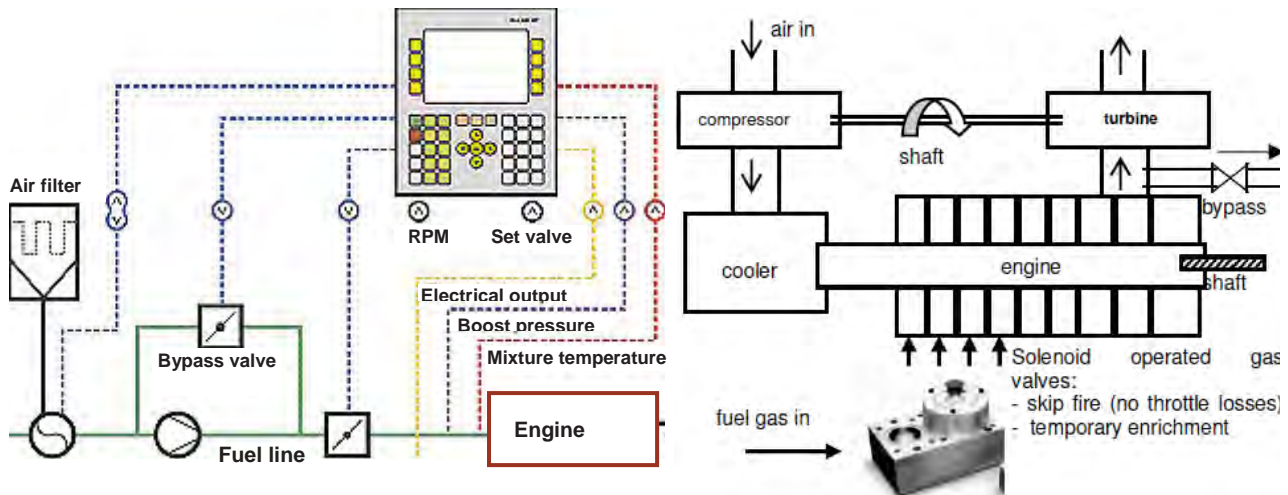 Air filter
RPM
Set valve
Electrical output
Boost pressure
Mixture temperature
Bypass valve
Fuel line
Engine
air in
compressor
turbine
shaft
bypass
cooler
engine
shaft
Solenoid operated gas
valves:
- skip fire (no throttle losses)
- temporary enrichment
fuel gas in